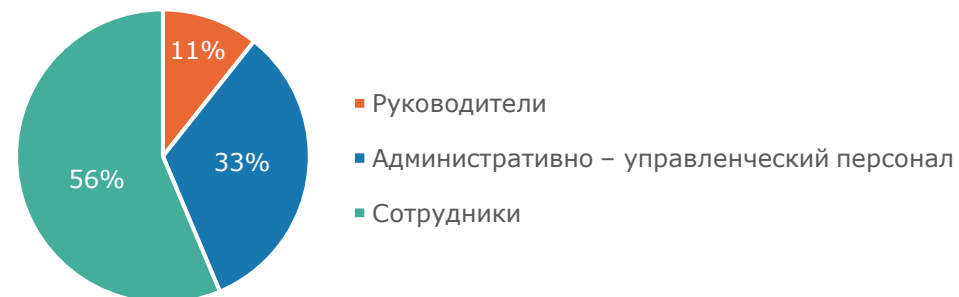 11%
33%
56%
Руководители
Административно – управленческий персонал
Сотрудники